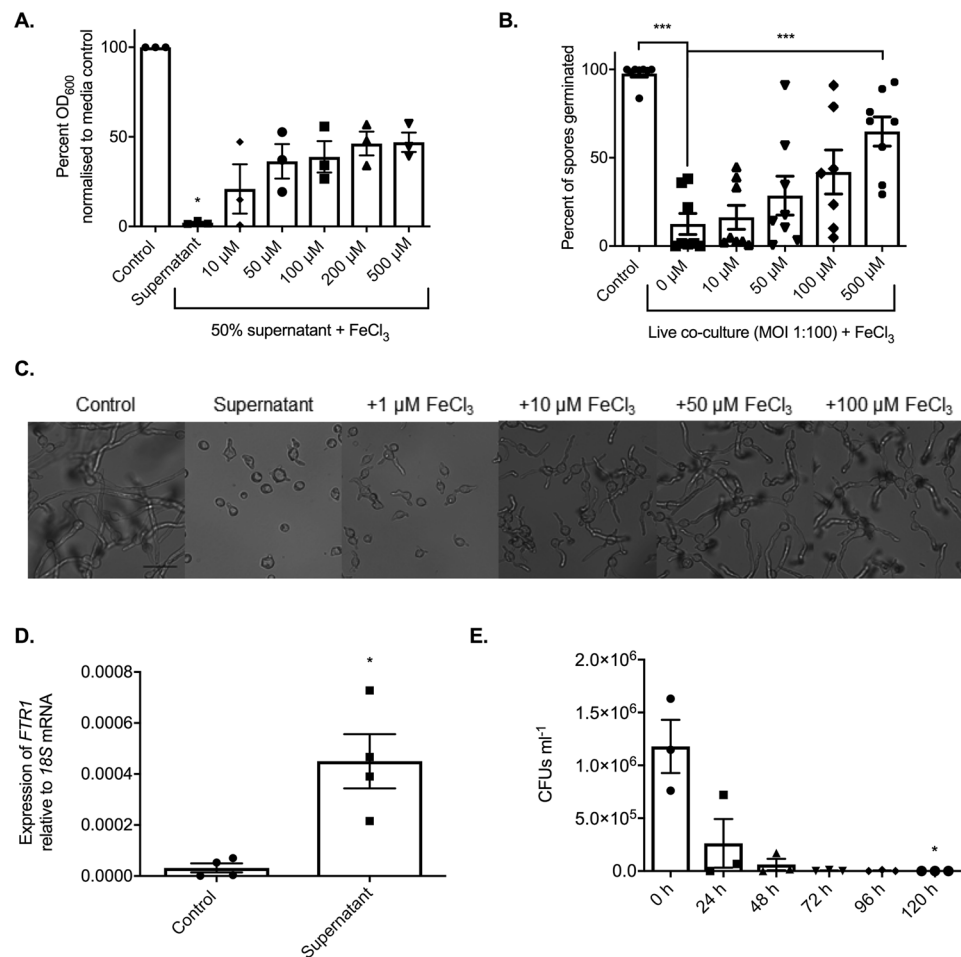 A.
Percent OD600
normalised to media control
100
50
0
*
Control
Supernatant
10 µM
50 µM
100 µM
200 µM
500 µM
50% supernatant + FeCl3
B.
Percent of spores germinated
100
50
0
***
***
Control
0 µM
10 µM
50 µM
100 µM
500 µM
Live co-culture (MOI 1:100) + FeCl3
C.
Control
Supernatant
+1 µM FeCl3
+10 µM FeCl3
+50 µM FeCl3
+100 µM FeCl3
D.
Expression of FTR1
relative to 18S mRNA
0.0008
0.0006
0.0004
0.0002
0.0000
*
Control
Supernatant
E.
CFUs ml-1
2.0×10^6
1.5×10^6
1.0×10^6
5.0×10^5
0.0
*
0 h
24 h
48 h
72 h
96 h
120 h